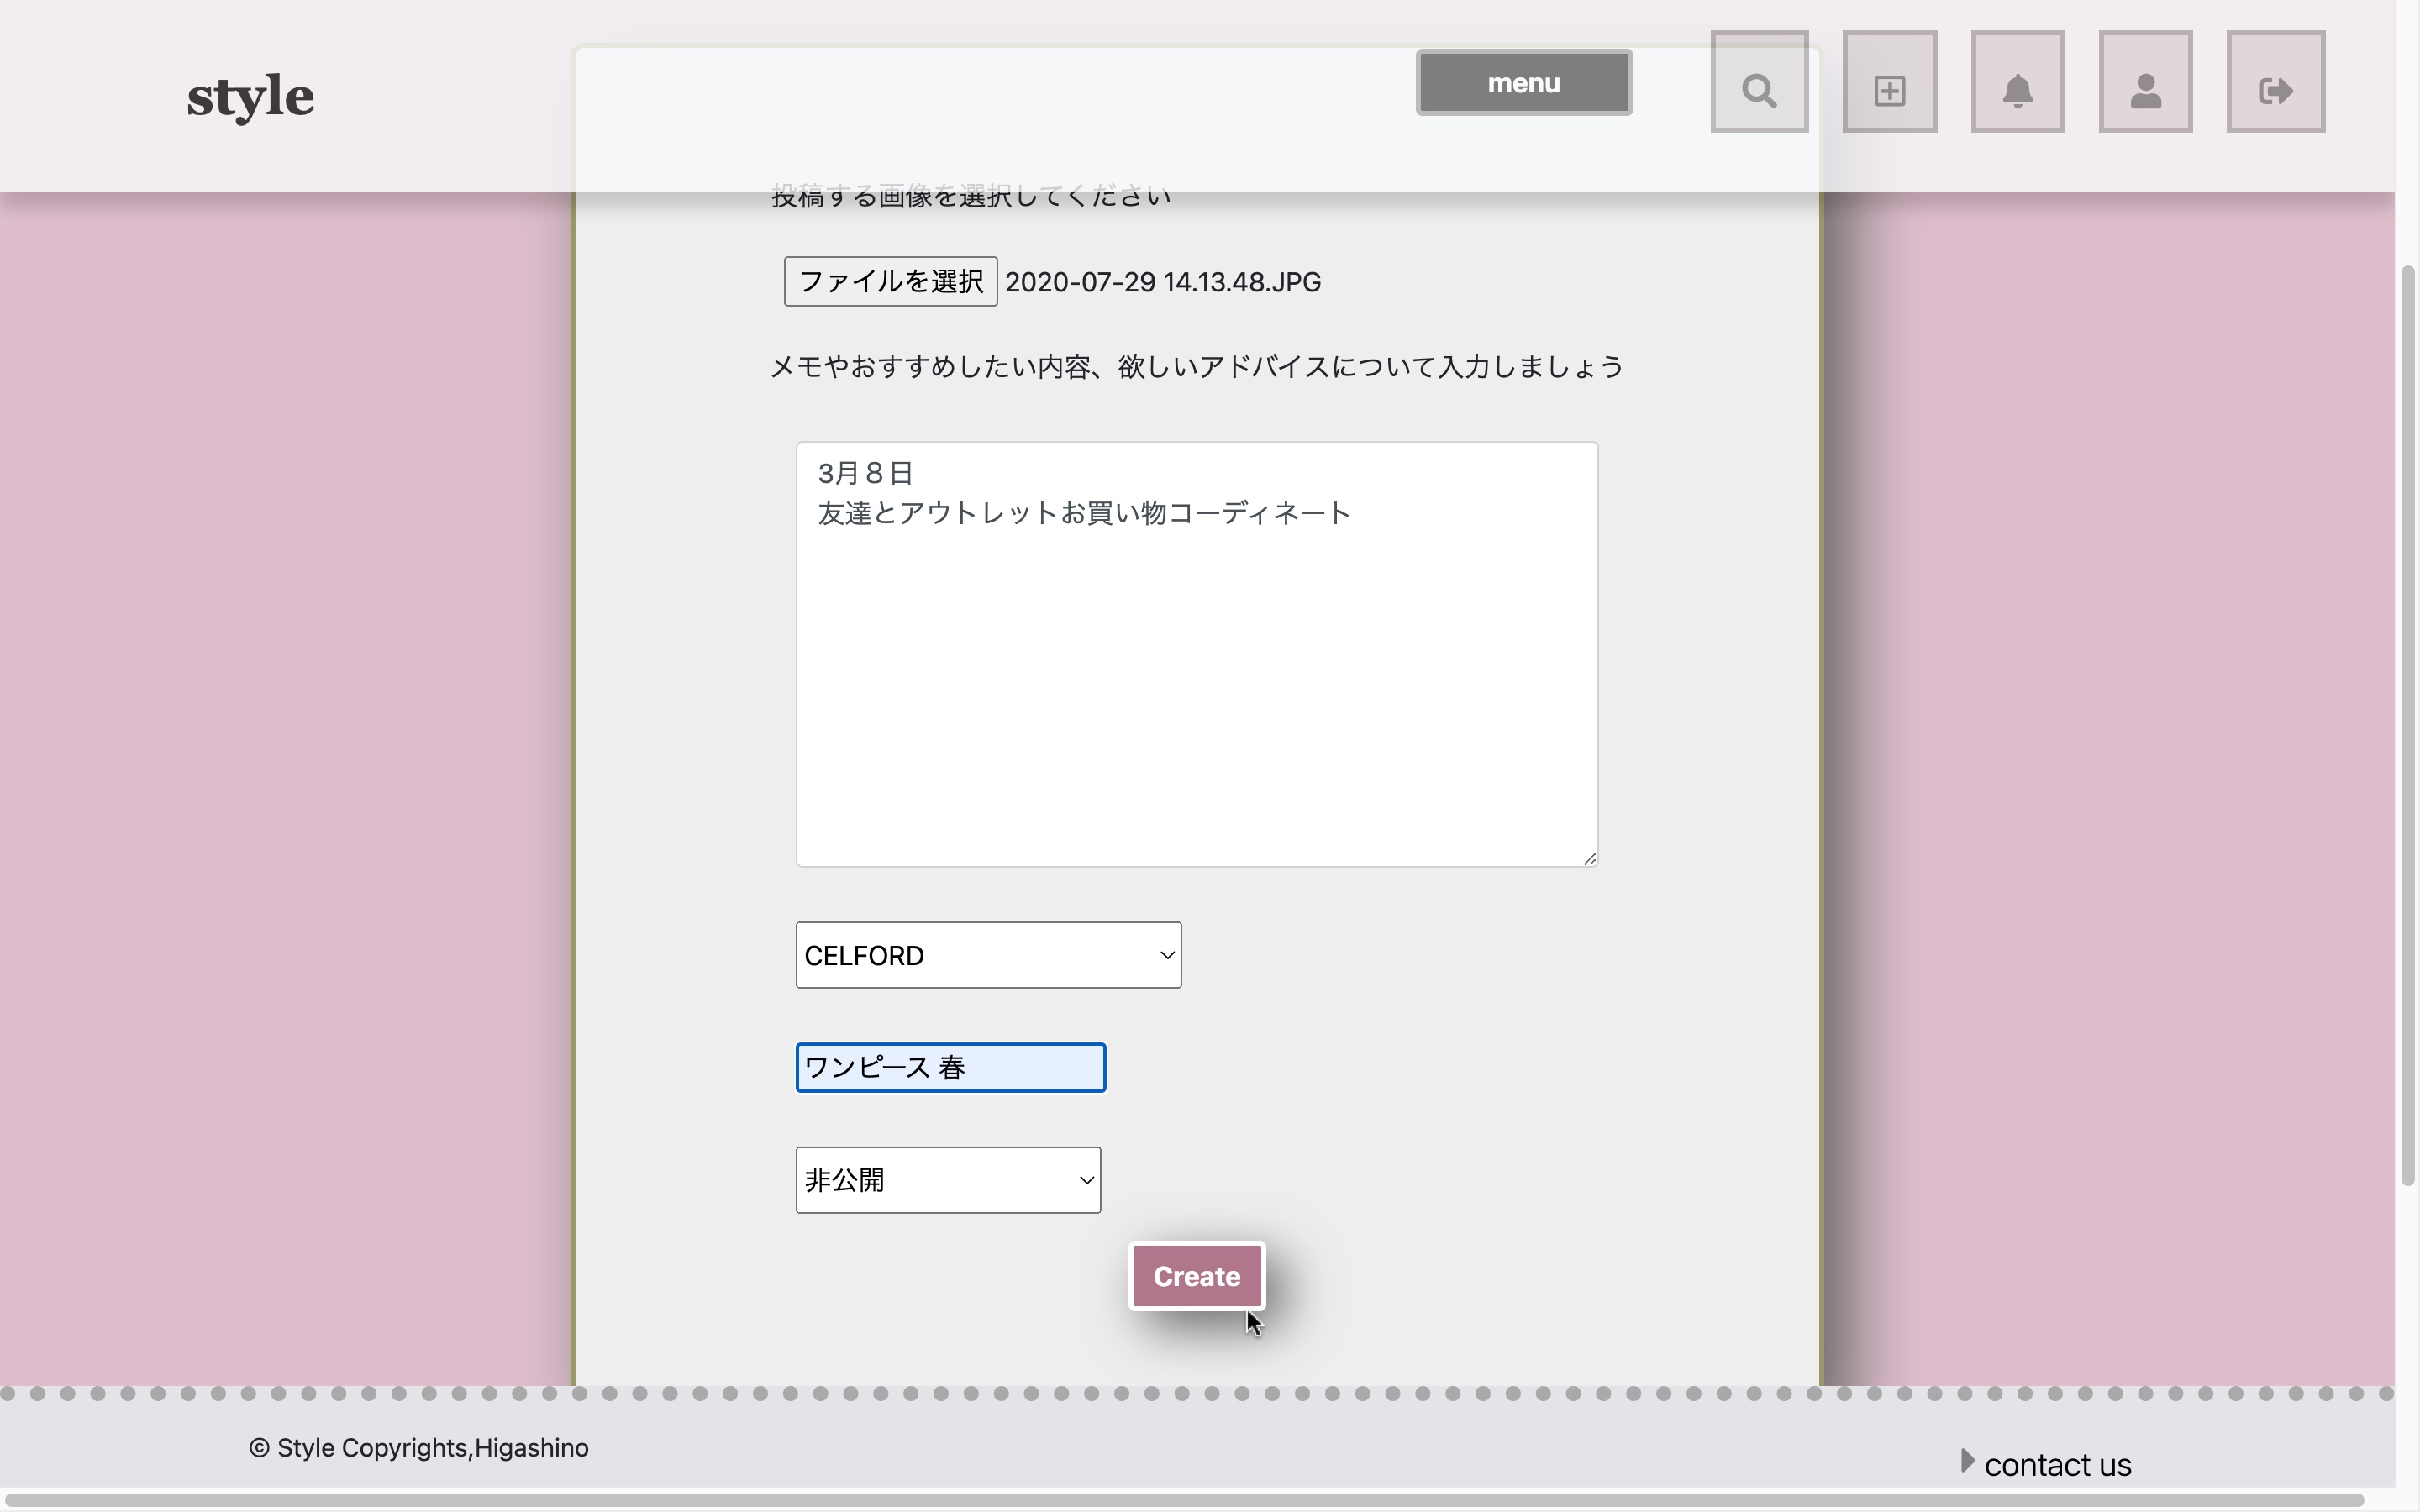 style
menu
投稿する画像を選択してください
ファイルを選択 2020-07-29 14.13.48.JPG
メモやおすすめしたい内容、欲しいアドバイスについて入力しましょう
3月８日
友達とアウトレットお買い物コーディネート
CELFORD
ワンピース 春
非公開
Create
© Style Copyrights,Higashino
contact us